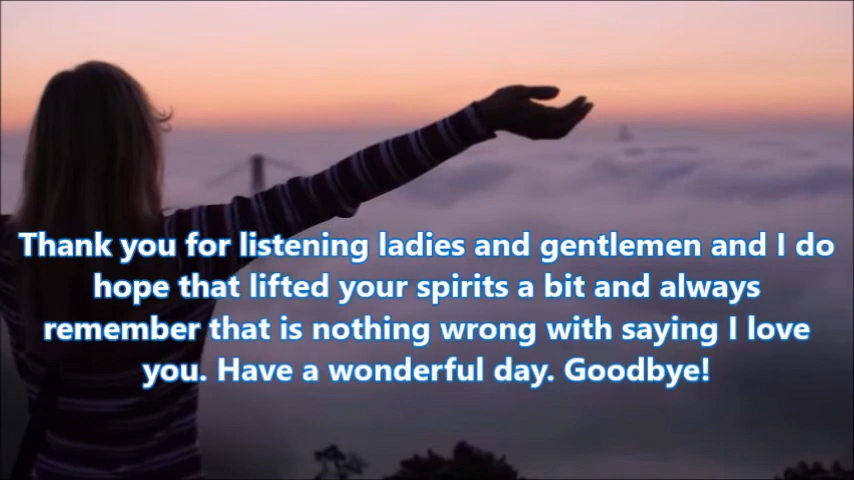 Thank you for listening ladies and gentlemen and I do
hope that lifted your spirits a bit and always
remember that is nothing wrong with saying I love
you. Have a wonderful day. Goodbye!